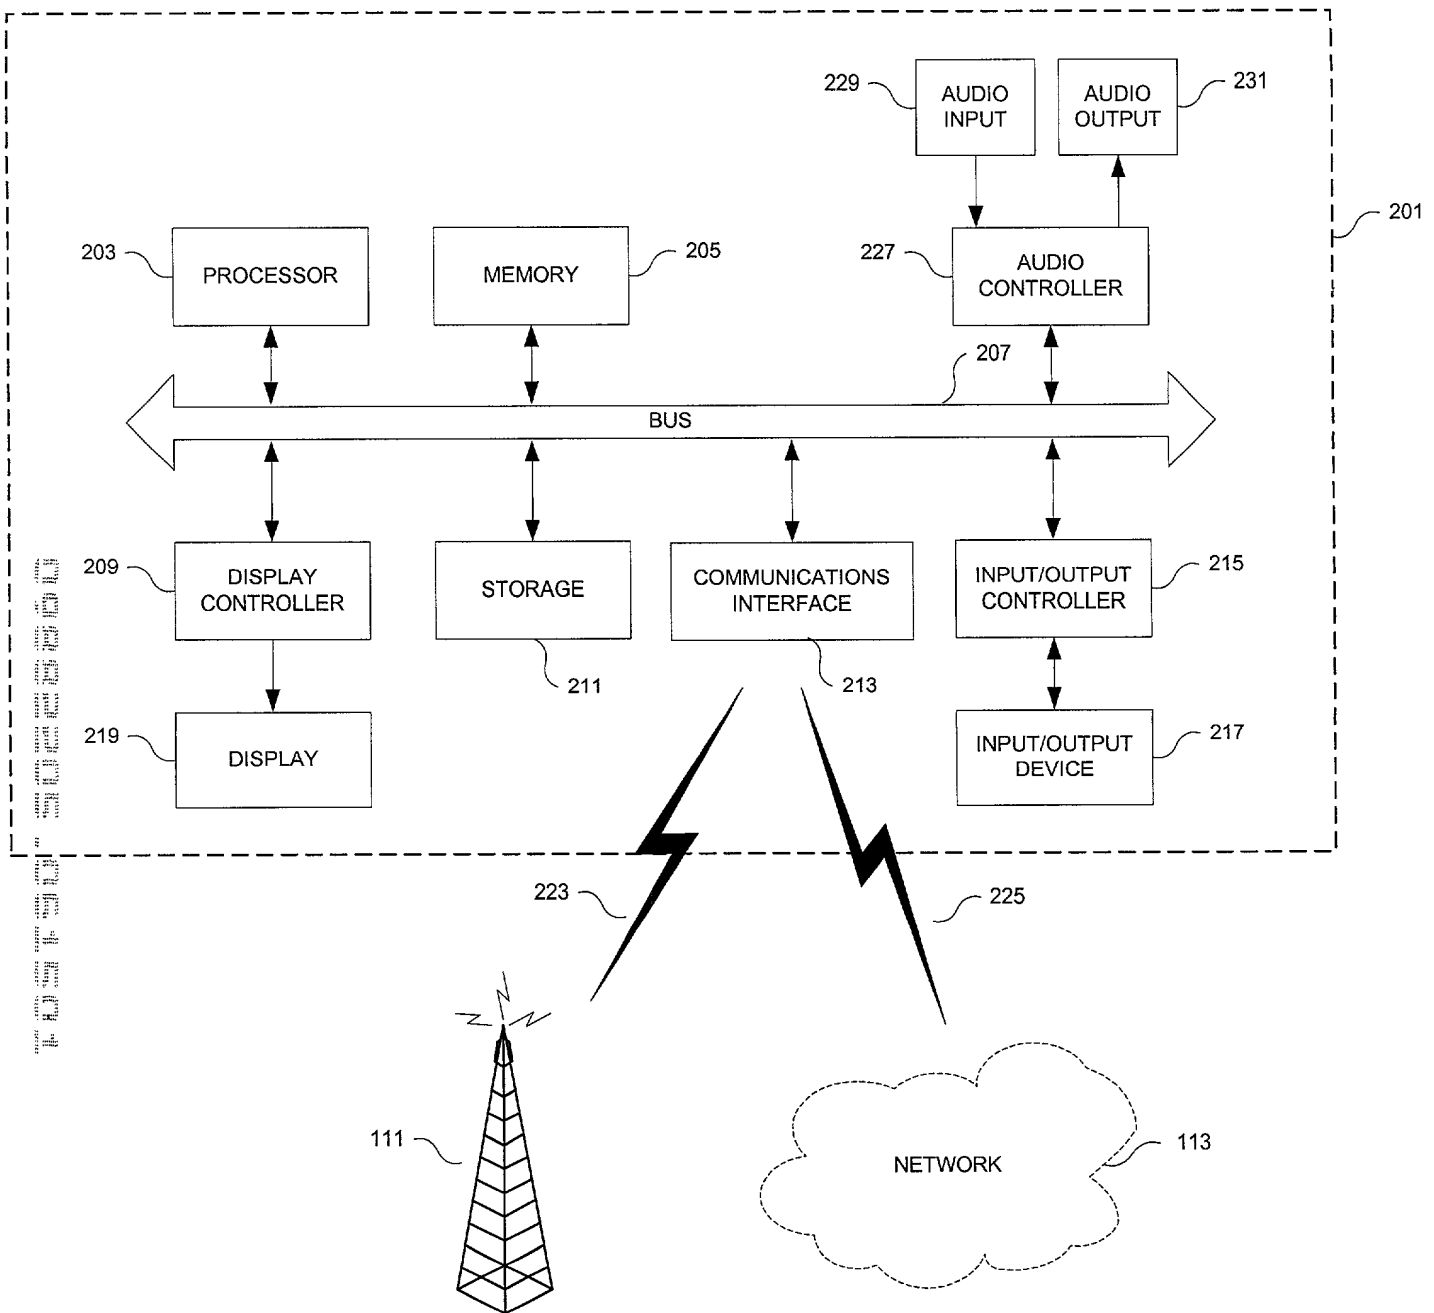 229
AUDIO
INPUT
AUDIO
OUTPUT
231
201
203
PROCESSOR
MEMORY
205
227
AUDIO
CONTROLLER
207
BUS
209
DISPLAY
CONTROLLER
STORAGE
211
COMMUNICATIONS
INTERFACE
213
INPUT/OUTPUT
CONTROLLER
215
219
DISPLAY
INPUT/OUTPUT
DEVICE
217
223
225
111
NETWORK
113